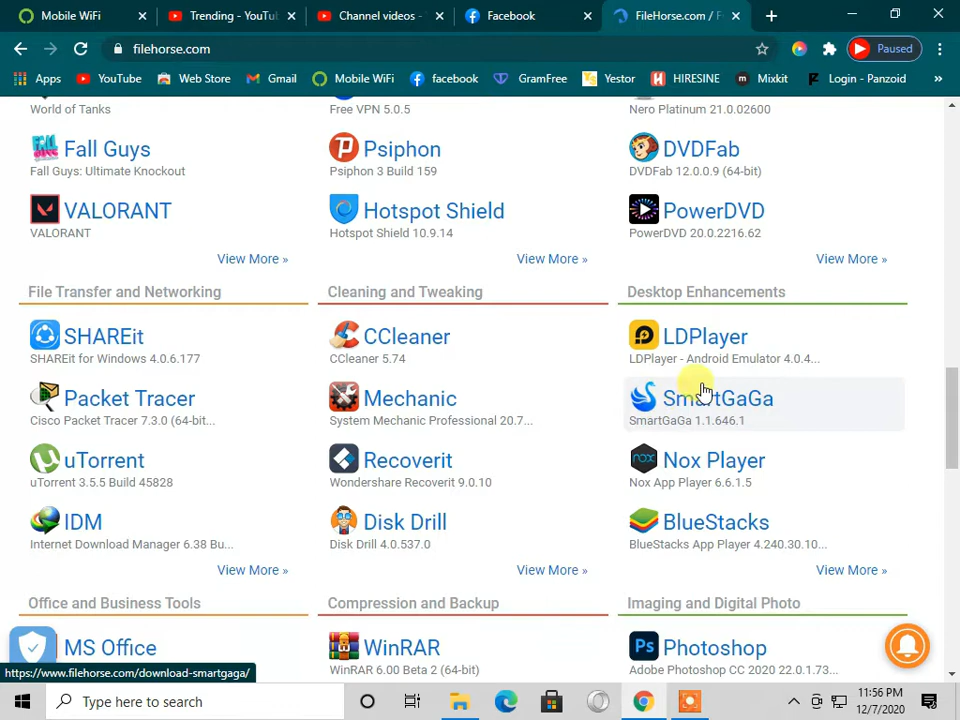 Mobile WiFi
Trending - YouTu
Channel videos -
Facebook
FileHorse.com / F
filehorse.com
Paused
Apps
YouTube
Web Store
Gmail
Mobile WiFi
facebook
GramFree
Yestor
HIRESINE
Mixkit
Login - Panzoid
»
World of Tanks
Free VPN 5.0.5
Nero Platinum 21.0.02600
Fall Guys
Fall Guys: Ultimate Knockout
Psiphon
Psiphon 3 Build 159
DVDFab
DVDFab 12.0.0.9 (64-bit)
VALORANT
VALORANT
Hotspot Shield
Hotspot Shield 10.9.14
PowerDVD
PowerDVD 20.0.2216.62
View More »
View More »
View More »
File Transfer and Networking
Cleaning and Tweaking
Desktop Enhancements
SHAREit
SHAREit for Windows 4.0.6.177
CCleaner
CCleaner 5.74
LDPlayer
LDPlayer - Android Emulator 4.0.4...
Packet Tracer
Cisco Packet Tracer 7.3.0 (64-bit...
Mechanic
System Mechanic Professional 20.7...
SmartGaGa
SmartGaGa 1.1.646.1
uTorrent
uTorrent 3.5.5 Build 45828
Recoverit
Wondershare Recoverit 9.0.10
Nox Player
Nox App Player 6.6.1.5
IDM
Internet Download Manager 6.38 Bu...
Disk Drill
Disk Drill 4.0.537.0
BlueStacks
BlueStacks App Player 4.240.30.10...
View More »
View More »
View More »
Office and Business Tools
Compression and Backup
Imaging and Digital Photo
MS Office
WinRAR
WinRAR 6.00 Beta 2 (64-bit)
Photoshop
Adobe Photoshop CC 2020 22.0.1.73...
https://www.filehorse.com/download-smartgaga/
Type here to search
11:56 PM
12/7/2020